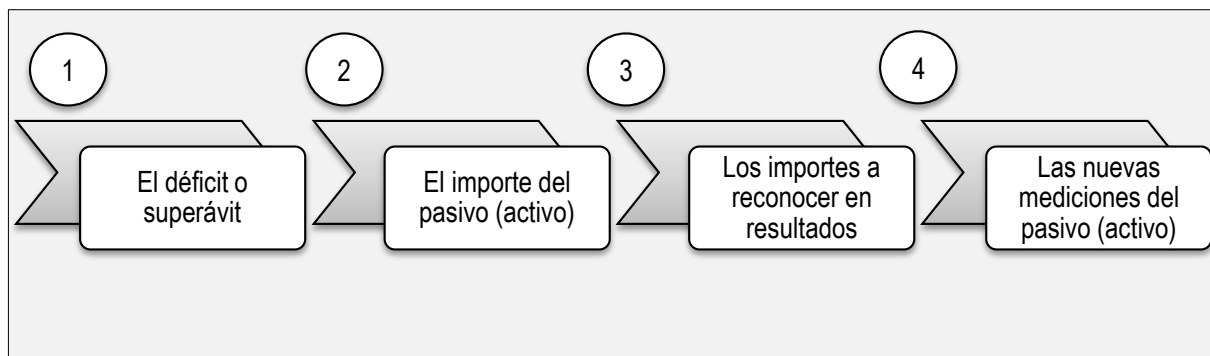 1
El déficit o
superávit
2
El importe del
pasivo (activo)
3
Los importes a
reconocer en
resultados
4
Las nuevas
mediciones del
pasivo (activo)